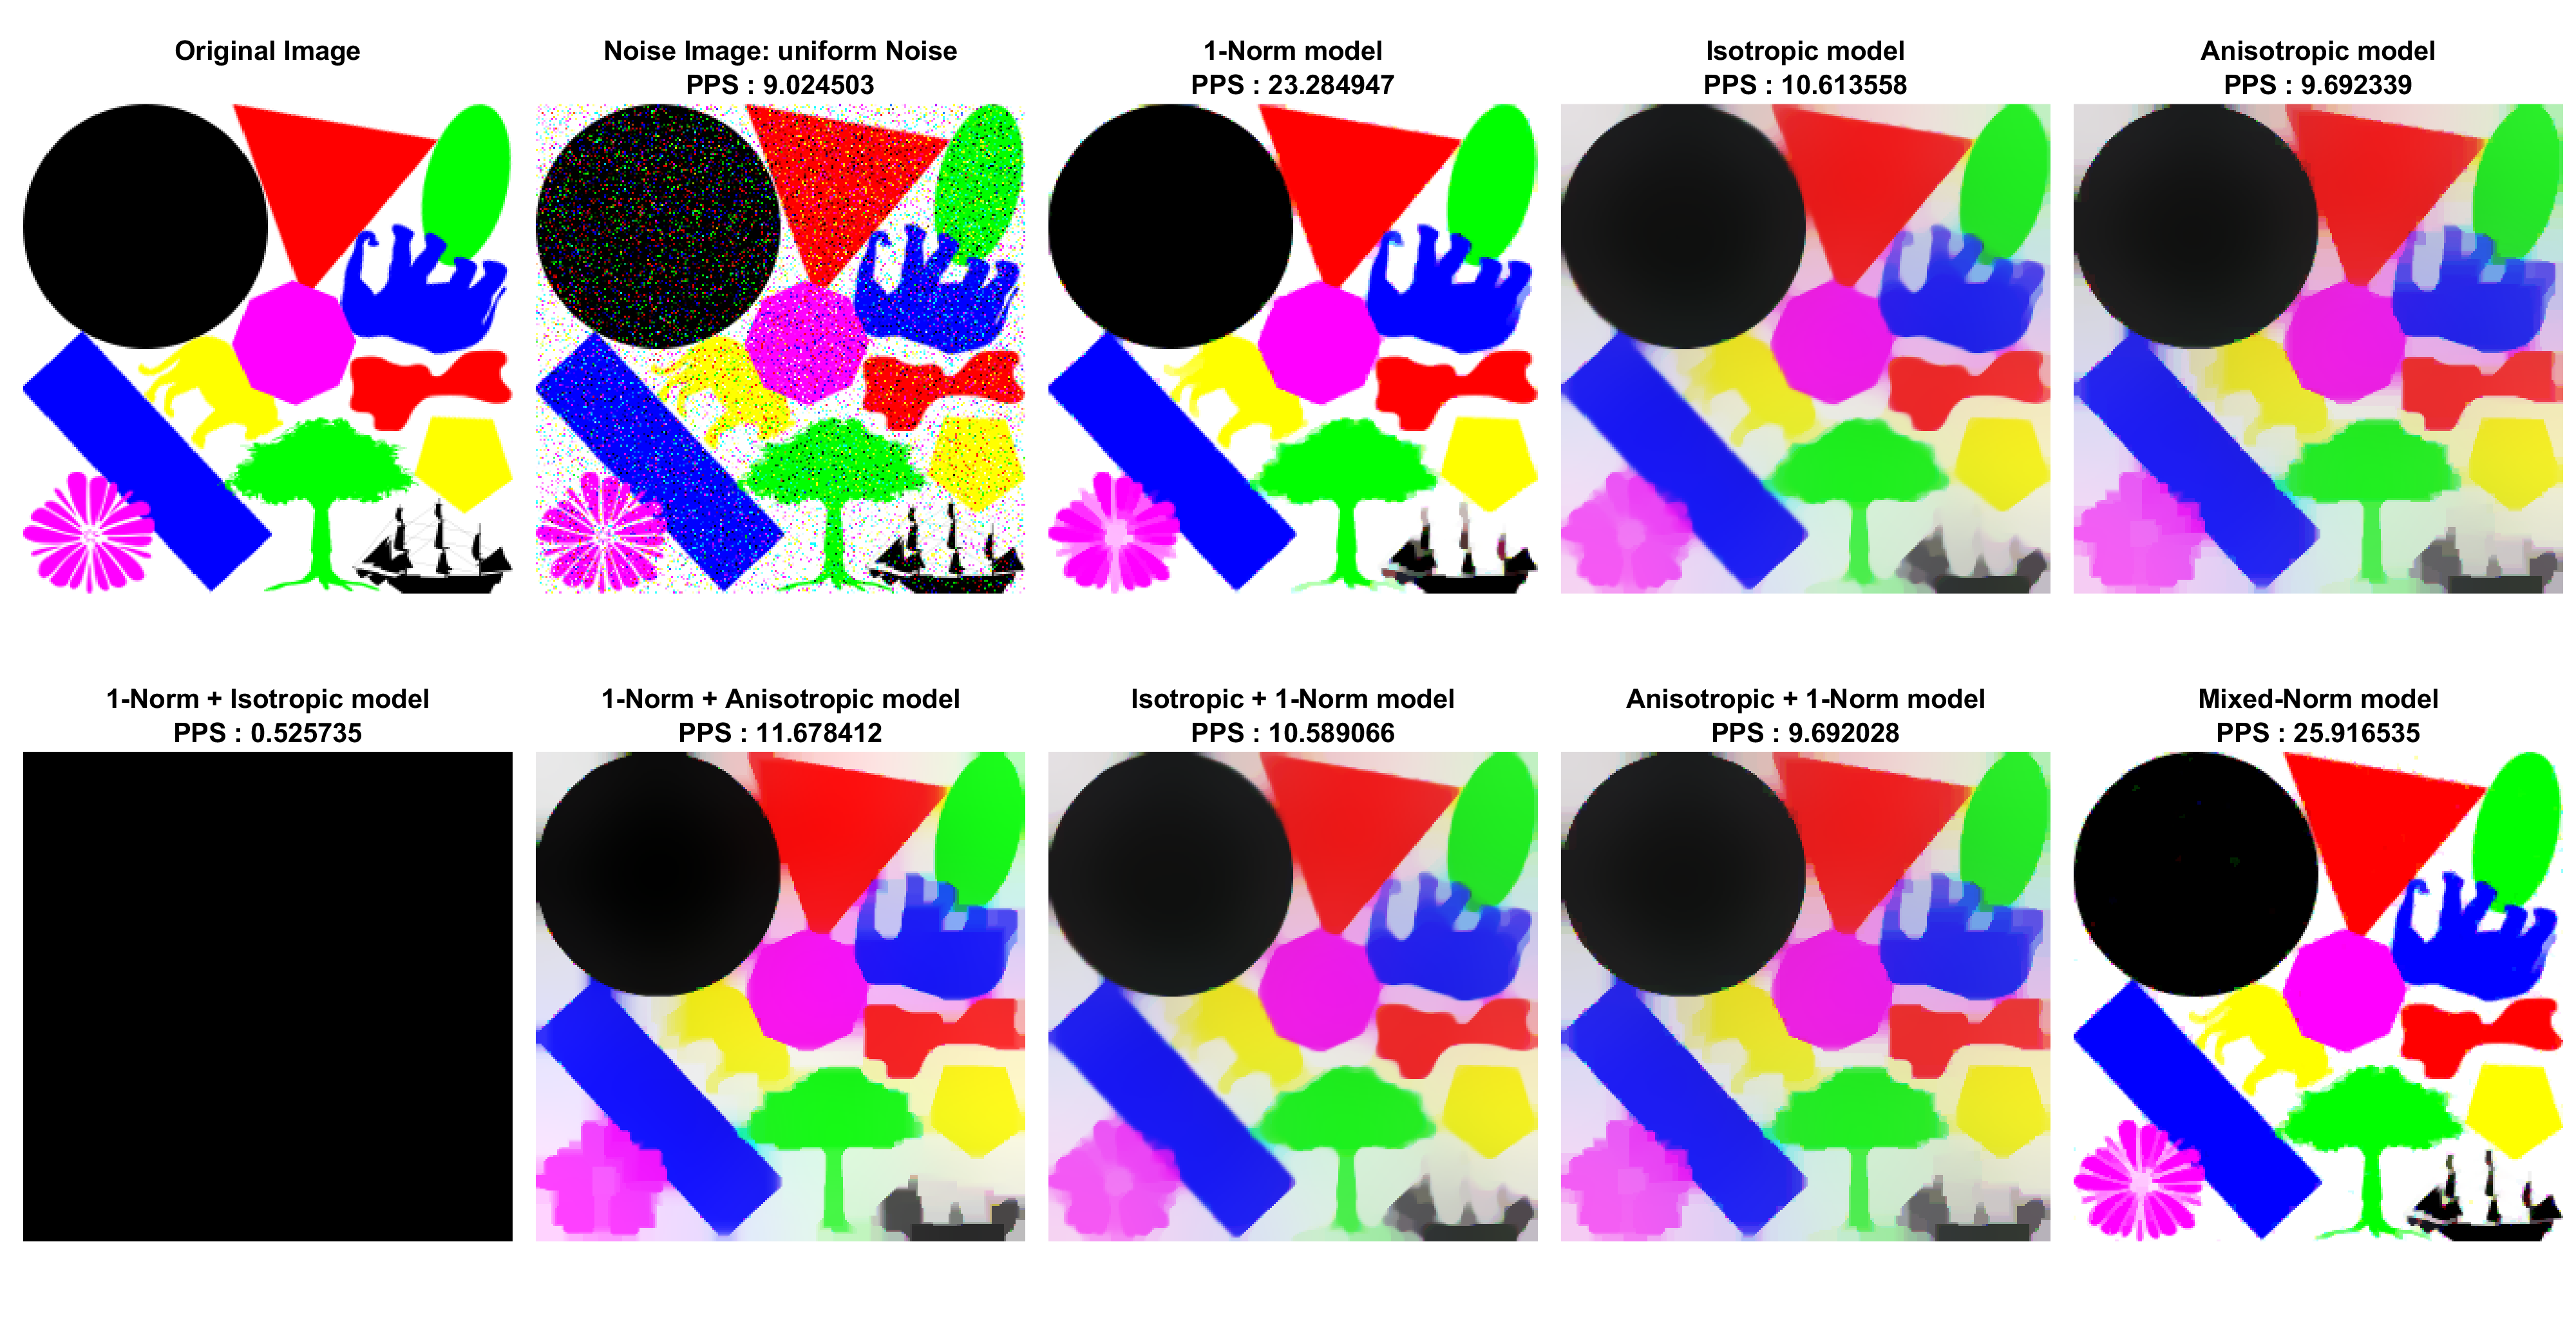 Original Image
Noise Image: uniform Noise
PPS : 9.024503
1-Norm model
PPS : 23.284947
Isotropic model
PPS : 10.613558
Anisotropic model
PPS : 9.692339
1-Norm + Isotropic model
PPS : 0.525735
1-Norm + Anisotropic model
PPS : 11.678412
Isotropic + 1-Norm model
PPS : 10.589066
Anisotropic + 1-Norm model
PPS : 9.692028
Mixed-Norm model
PPS : 25.916535